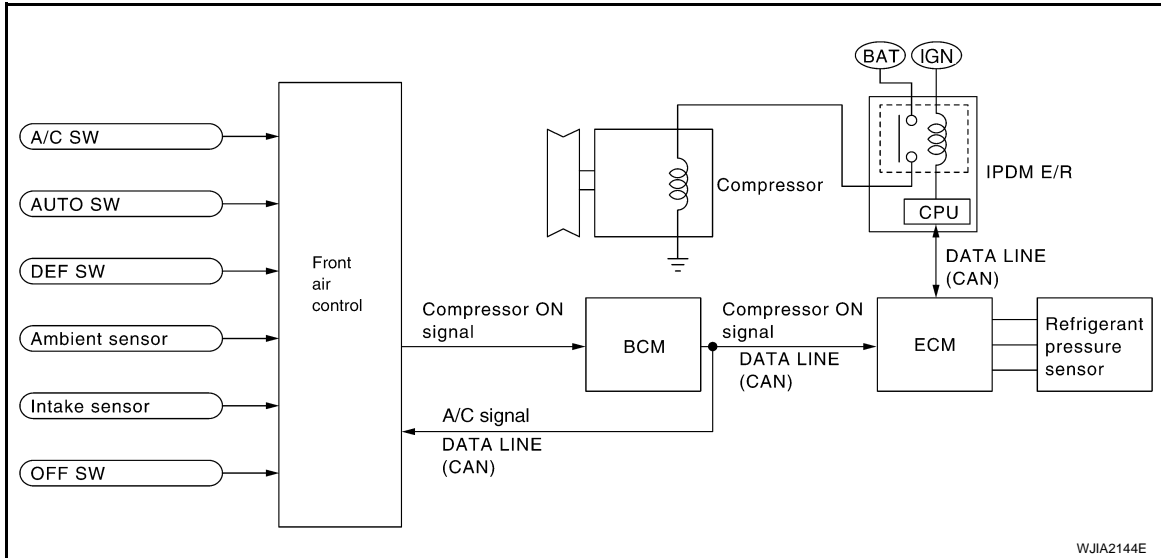 BAT
IGN
A/C SW
AUTO SW
DEF SW
Ambient sensor
Intake sensor
OFF SW
Front
air
control
Compressor
IPDM E/R
CPU
DATA LINE
(CAN)
Compressor ON
signal
BCM
Compressor ON
signal
DATA LINE
(CAN)
ECM
Refrigerant
pressure
sensor
A/C signal
DATA LINE
(CAN)
WJIA2144E